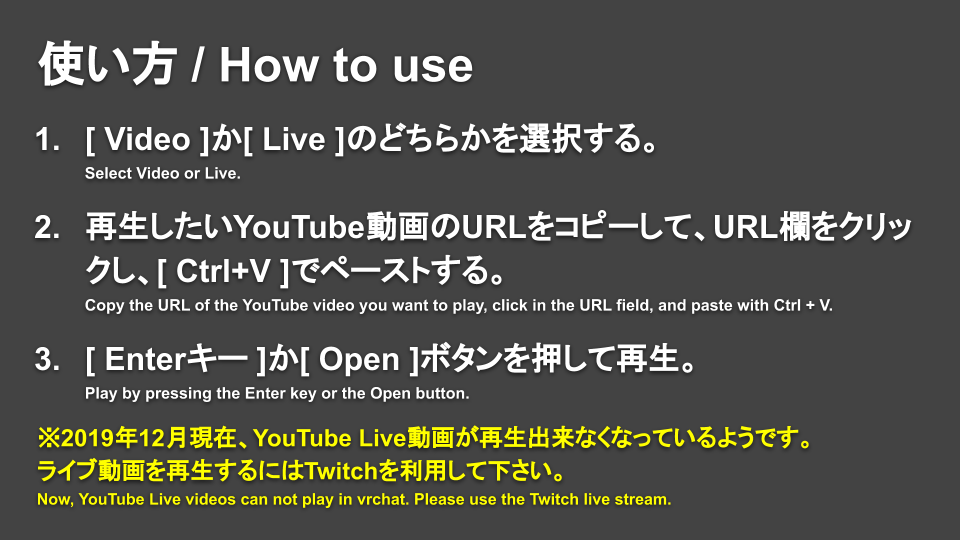 使い方 / How to use
1. [ Video ]か[ Live ]のどちらかを選択する。
Select Video or Live.
2. 再生したいYouTube動画のURLをコピーして、URL欄をクリッ
クし、[ Ctrl+V ]でペーストする。
Copy the URL of the YouTube video you want to play, click in the URL field, and paste with Ctrl + V.
3. [ Enterキー ]か[ Open ]ボタンを押して再生。
Play by pressing the Enter key or the Open button.
※2019年12月現在、YouTube Live動画が再生出来なくなっているようです。
ライブ動画を再生するにはTwitchを利用して下さい。
Now, YouTube Live videos can not play in vrchat. Please use the Twitch live stream.